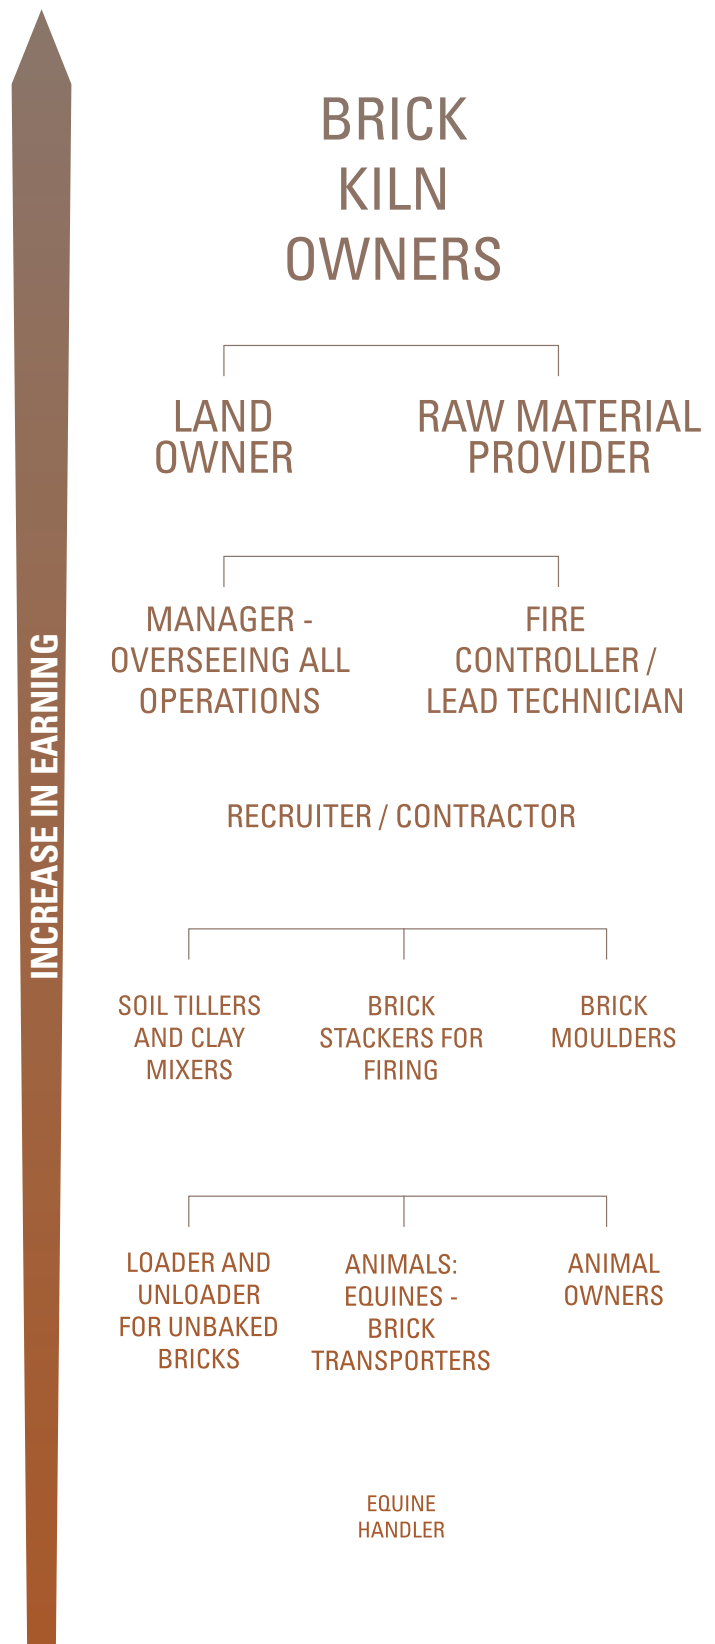 BRICK
KILN
OWNERS
LAND
OWNER
RAW MATERIAL
PROVIDER
MANAGER -
OVERSEEING ALL
OPERATIONS
FIRE
CONTROLLER /
LEAD TECHNICIAN
INCREASE IN EARNING
RECRUITER / CONTRACTOR
SOIL TILLERS
AND CLAY
MIXERS
BRICK
STACKERS FOR
FIRING
BRICK
MOULDERS
LOADER AND
UNLOADER
FOR UNBAKED
BRICKS
ANIMALS:
EQUINES -
BRICK
TRANSPORTERS
ANIMAL
OWNERS
EQUINE
HANDLER